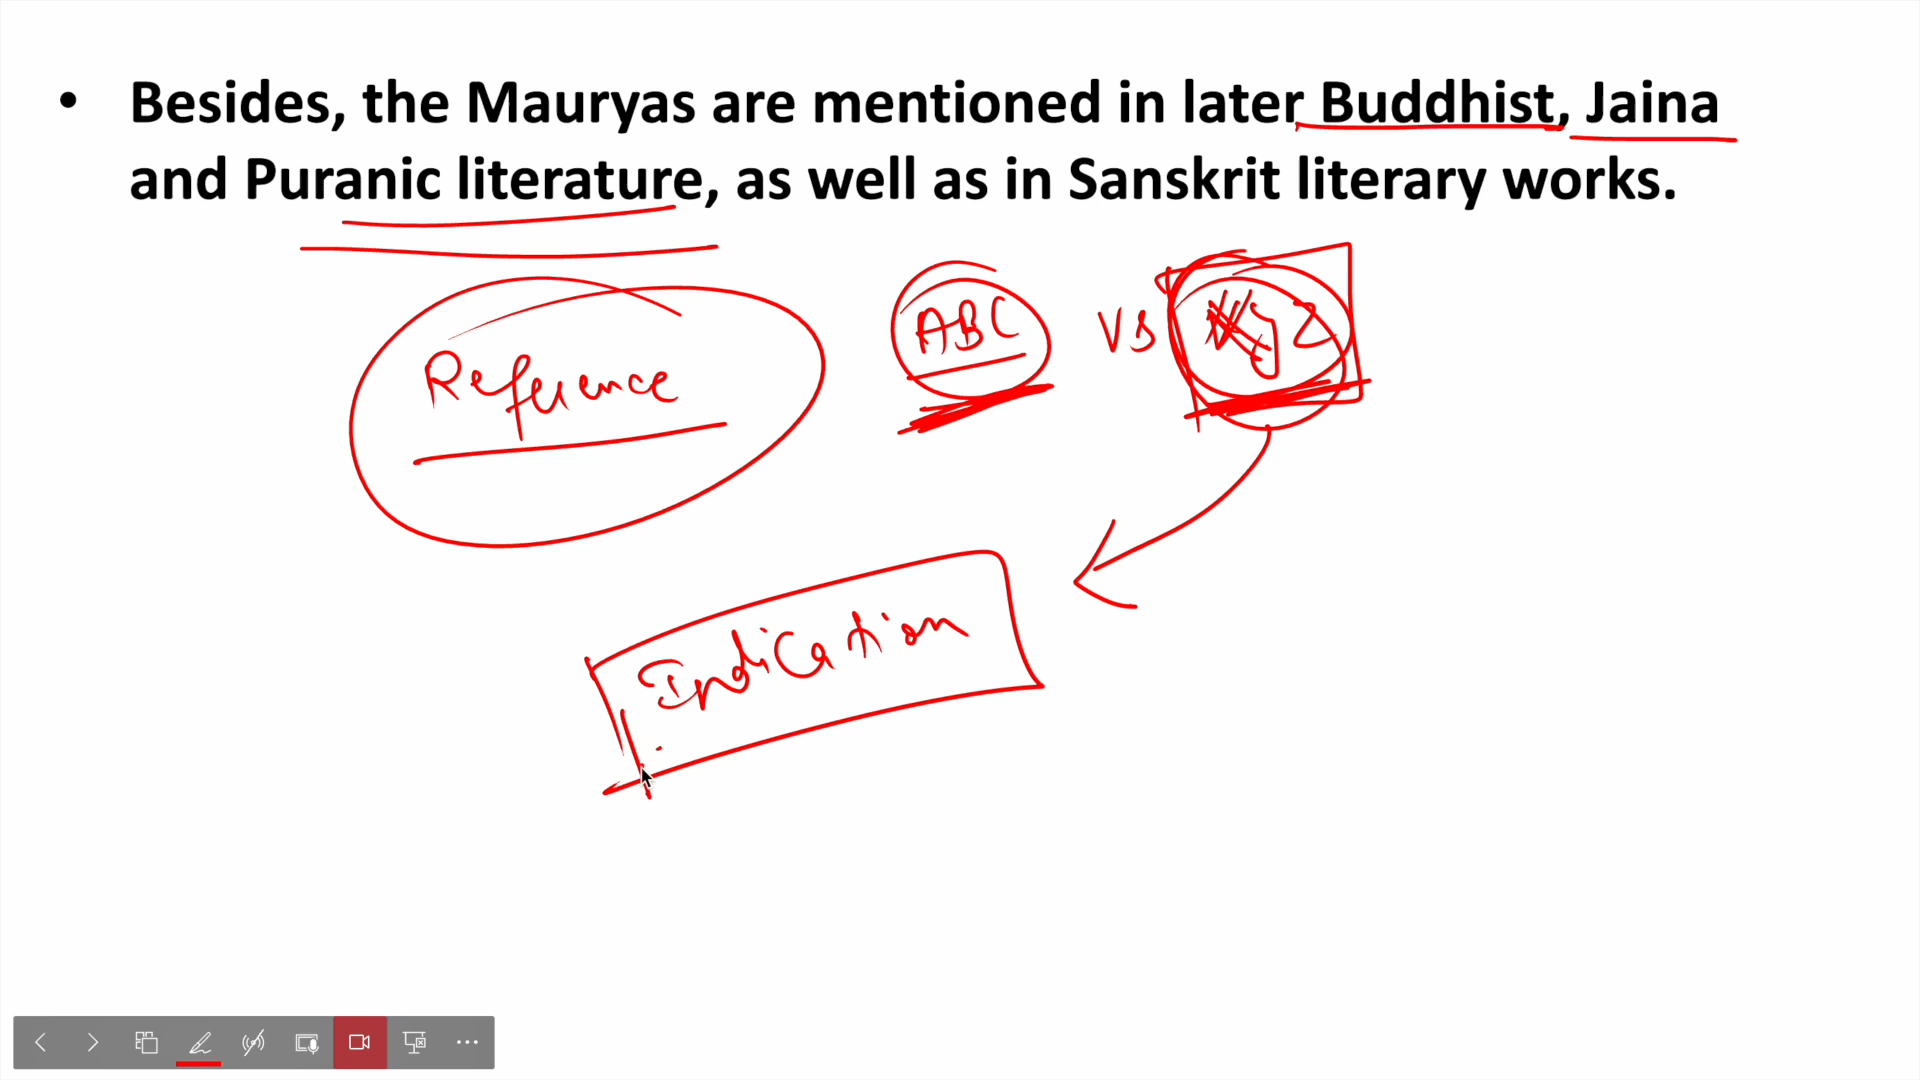 • Besides, the Mauryas are mentioned in later Buddhist, Jaina
and Puranic literature, as well as in Sanskrit literary works.
Reference
ABC vs xyz
Indication